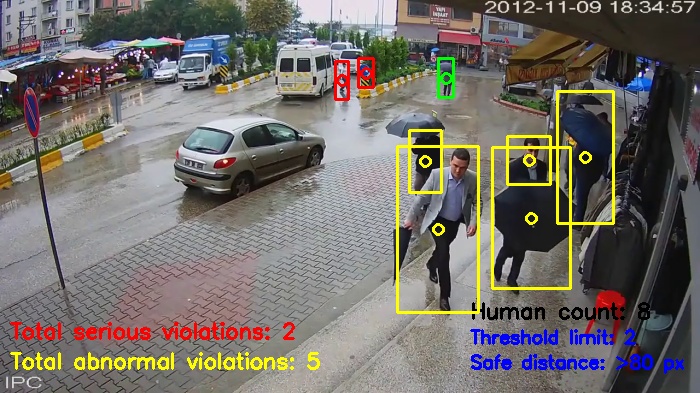 2012-11-09 18:34:57
Human count: 8
Total serious violations: 2
Threshold limit: 2
Total abnormal violations: 5
Safe distance: >80 px
IPC